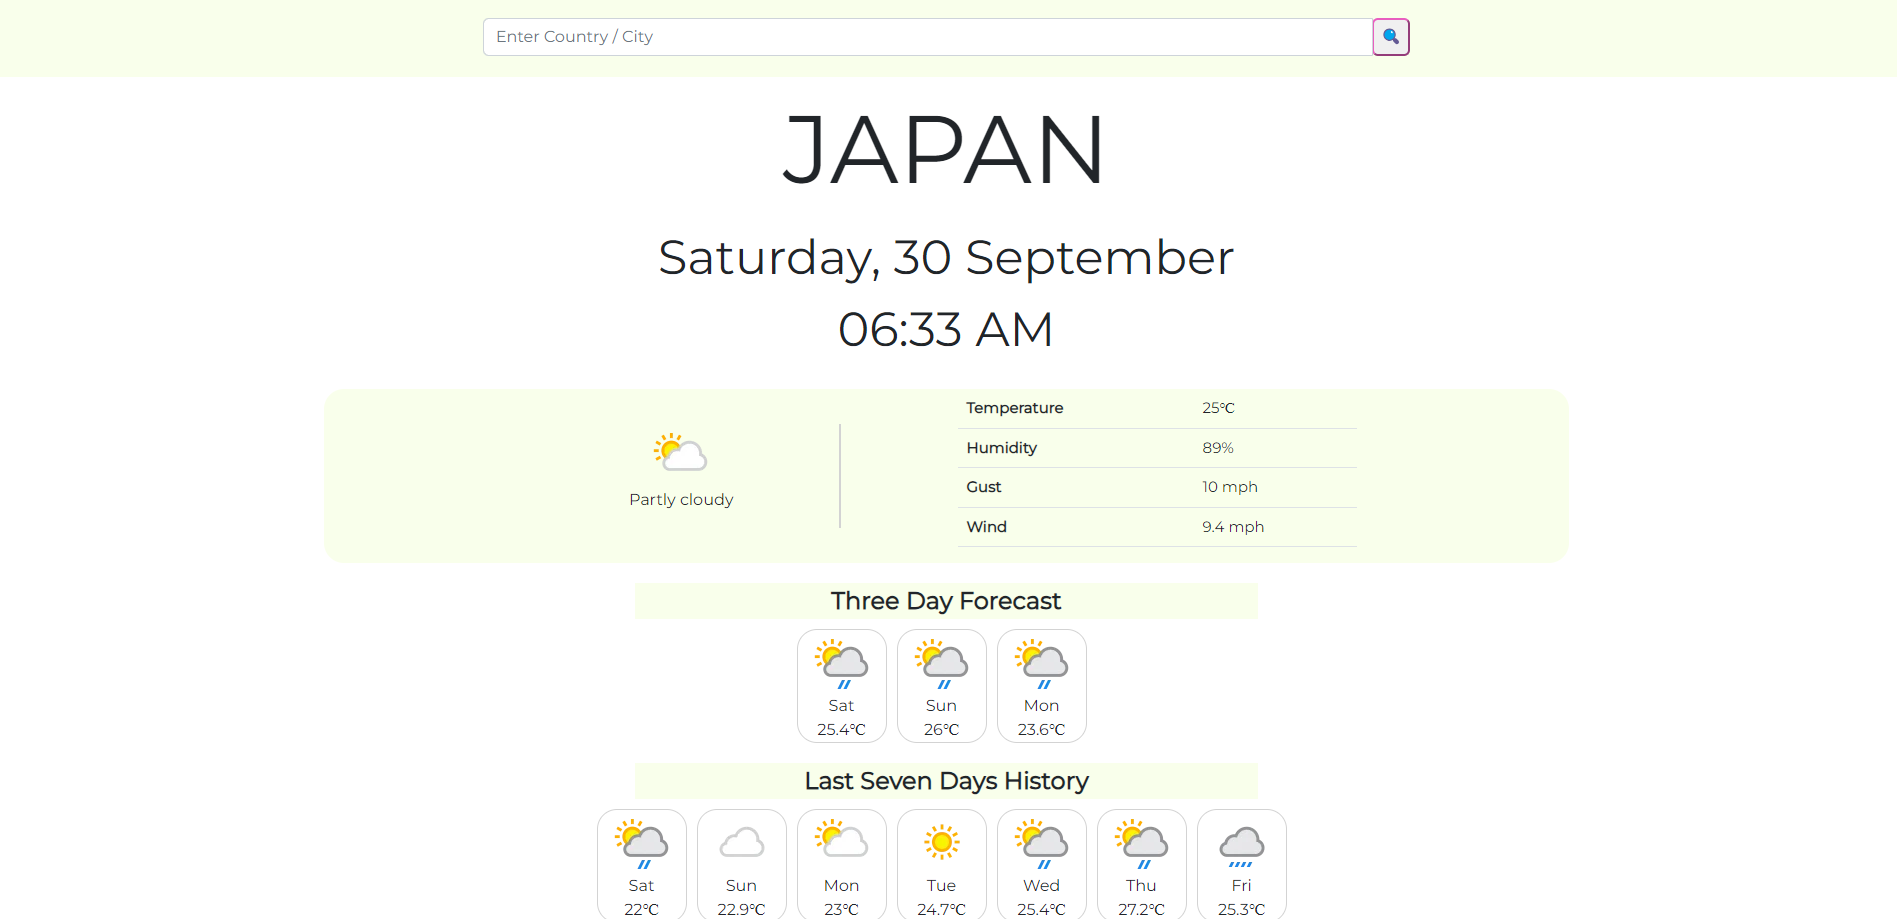 Enter Country / City
JAPAN
Saturday, 30 September
06:33 AM
Partly cloudy
Temperature 25°C
Humidity 89%
Gust 10 mph
Wind 9.4 mph
Three Day Forecast
Sat Sun Mon
25.4°C 26°C 23.6°C
Last Seven Days History
Sat Sun Mon Tue Wed Thu Fri
22°C 22.9°C 23°C 24.7°C 25.4°C 27.2°C 25.3°C